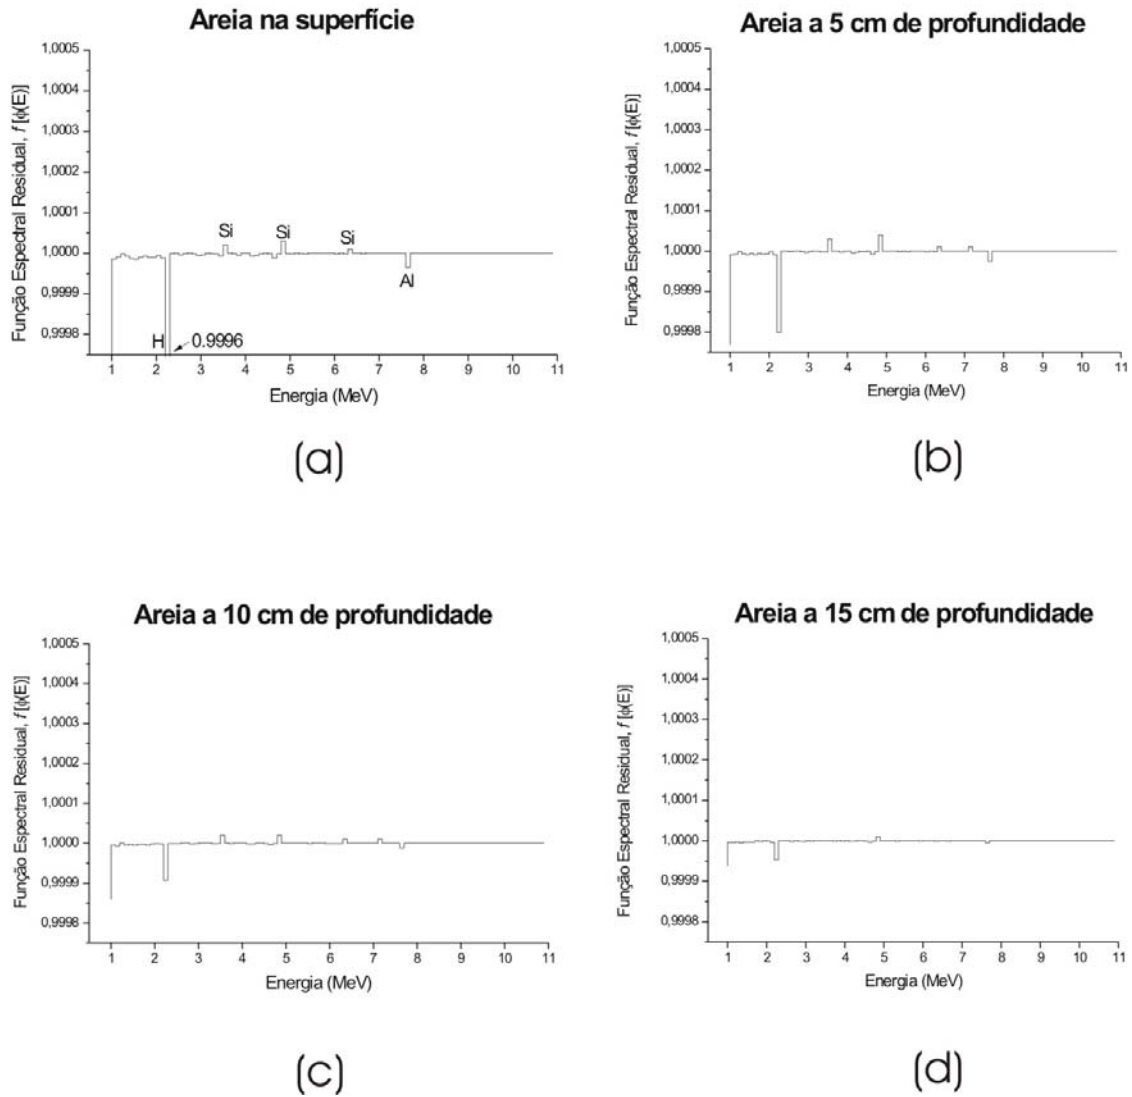 Areia na superfície
Função Espectral Residual, f [ϕ(E)]
1,0005
1,0004
1,0003
1,0002
1,0001
1,0000
0,9999
0,9998
Si
Si
Si
Al
H
0.9996
1 2 3 4 5 6 7 8 9 10 11
Energia (MeV)
(a)
Areia a 5 cm de profundidade
Função Espectral Residual, f [ϕ(E)]
1,0005
1,0004
1,0003
1,0002
1,0001
1,0000
0,9999
0,9998
1 2 3 4 5 6 7 8 9 10 11
Energia (MeV)
(b)
Areia a 10 cm de profundidade
Função Espectral Residual, f [ϕ(E)]
1,0005
1,0004
1,0003
1,0002
1,0001
1,0000
0,9999
0,9998
1 2 3 4 5 6 7 8 9 10 11
Energia (MeV)
(c)
Areia a 15 cm de profundidade
Função Espectral Residual, f [ϕ(E)]
1,0005
1,0004
1,0003
1,0002
1,0001
1,0000
0,9999
0,9998
1 2 3 4 5 6 7 8 9 10 11
Energia (MeV)
(d)